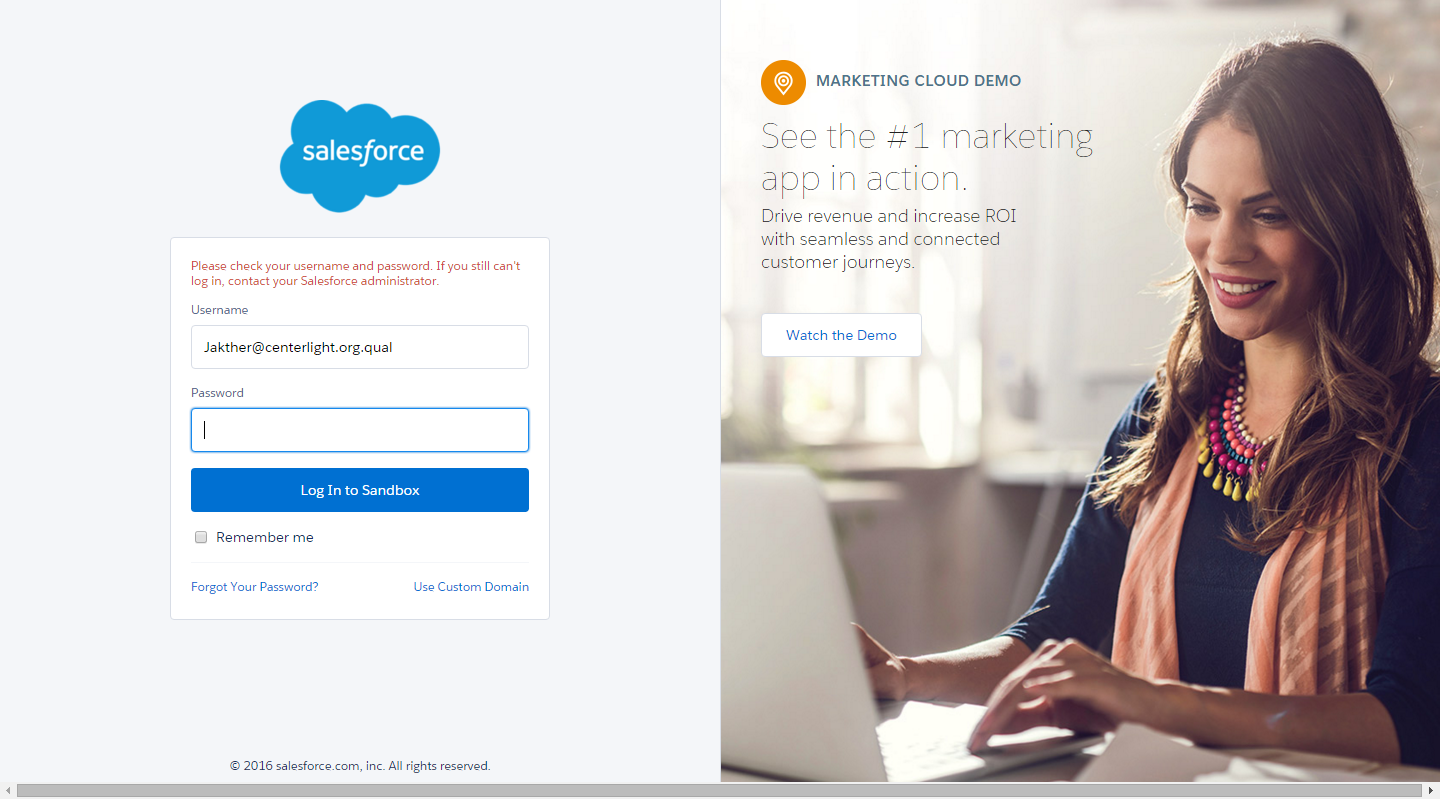 salesforce
Please check your username and password. If you still can't
log in, contact your Salesforce administrator.
Username
Jakther@centerlight.org.qual
Password
Log In to Sandbox
Remember me
Forgot Your Password?
Use Custom Domain
© 2016 salesforce.com, inc. All rights reserved.
MARKETING CLOUD DEMO
See the #1 marketing
app in action.
Drive revenue and increase ROI
with seamless and connected
customer journeys.
Watch the Demo